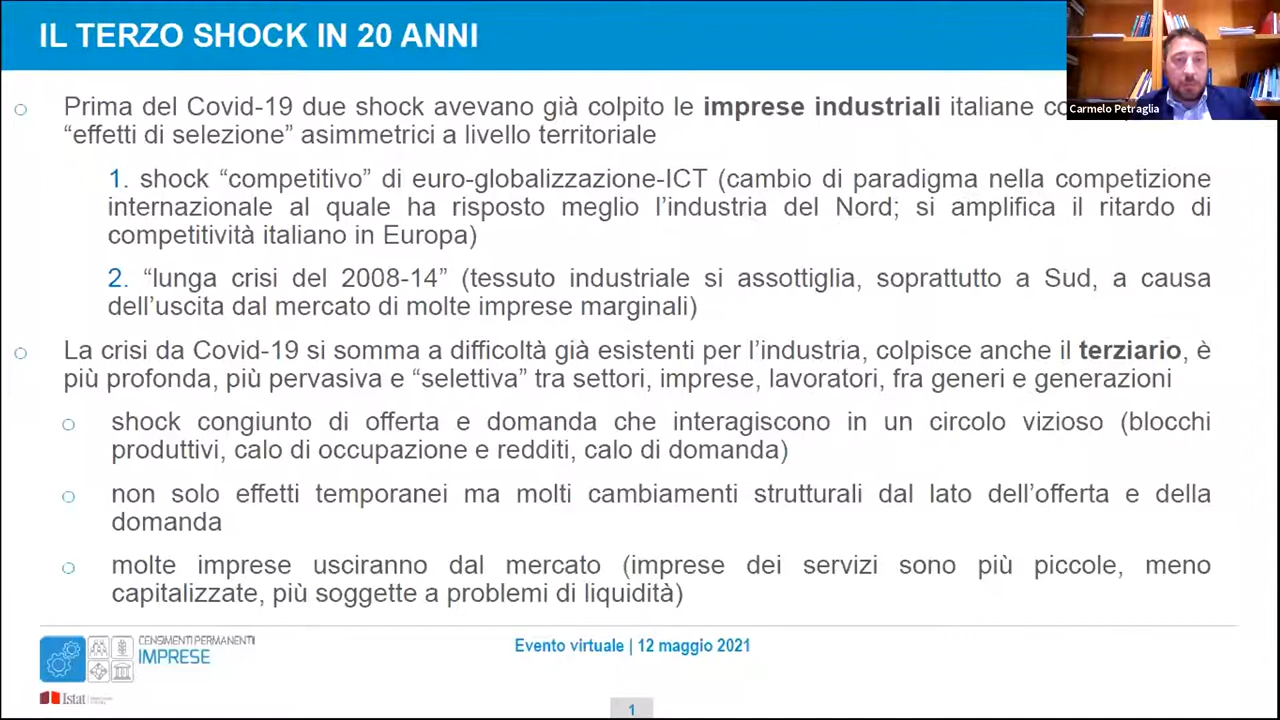 IL TERZO SHOCK IN 20 ANNI
Carmelo Petraglia
Prima del Covid-19 due shock avevano già colpito le imprese industriali italiane
“effetti di selezione” asimmetrici a livello territoriale
1. shock “competitivo” di euro-globalizzazione-ICT (cambio di paradigma nella competizione
internazionale al quale ha risposto meglio l’industria del Nord; si amplifica il ritardo di
competitività italiano in Europa)
2. “lunga crisi del 2008-14” (tessuto industriale si assottiglia, soprattutto a Sud, a causa
dell’uscita dal mercato di molte imprese marginali)
La crisi da Covid-19 si somma a difficoltà già esistenti per l’industria, colpisce anche il terziario, è
più profonda, più pervasiva e “selettiva” tra settori, imprese, lavoratori, fra generi e generazioni
shock congiunto di offerta e domanda che interagiscono in un circolo vizioso (blocchi
produttivi, calo di occupazione e redditi, calo di domanda)
non solo effetti temporanei ma molti cambiamenti strutturali dal lato dell’offerta e della
domanda
molte imprese usciranno dal mercato (imprese dei servizi sono più piccole, meno
capitalizzate, più soggette a problemi di liquidità)
CENSIMENTI PERMANENTI
IMPRESE
Evento virtuale | 12 maggio 2021
Istat
1